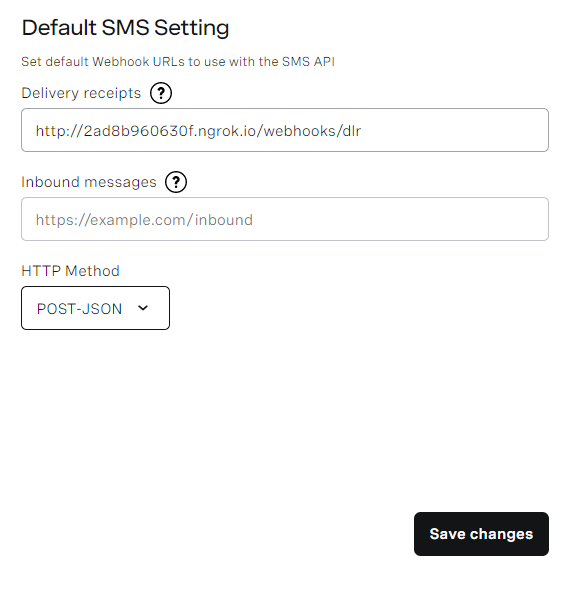 Default SMS Setting
Set default Webhook URLs to use with the SMS API
Delivery receipts ?
http://2ad8b960630f.ngrok.io/webhooks/dlr
Inbound messages ?
https://example.com/inbound
HTTP Method
POST-JSON
Save changes